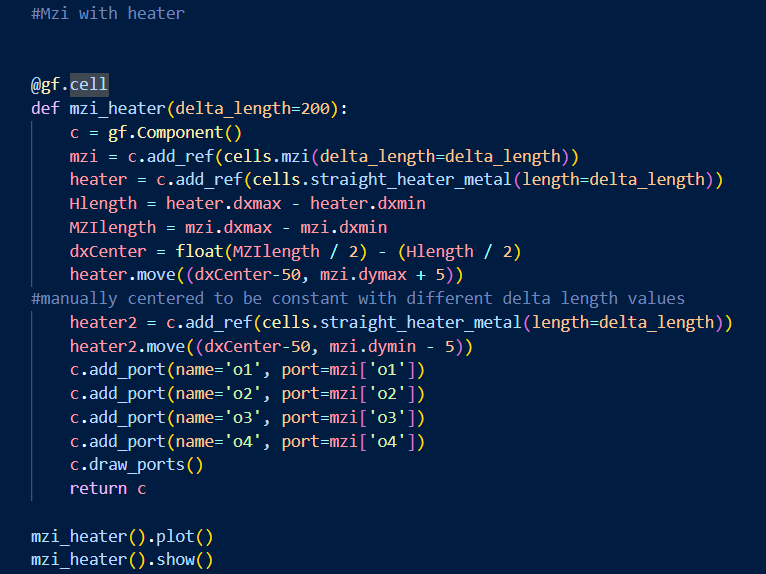 #Mzi with heater
@gf.cell
def mzi_heater(delta_length=200):
    c = gf.Component()
    mzi = c.add_ref(cells.mzi(delta_length=delta_length))
    heater = c.add_ref(cells.straight_heater_metal(length=delta_length))
    Hlength = heater.dxmax - heater.dxmin
    MZIlength = mzi.dxmax - mzi.dxmin
    dxCenter = float(MZIlength / 2) - (Hlength / 2)
    heater.move((dxCenter-50, mzi.dymax + 5))
#manually centered to be constant with different delta length values
    heater2 = c.add_ref(cells.straight_heater_metal(length=delta_length))
    heater2.move((dxCenter-50, mzi.dymin - 5))
    c.add_port(name='o1', port=mzi['o1'])
    c.add_port(name='o2', port=mzi['o2'])
    c.add_port(name='o3', port=mzi['o3'])
    c.add_port(name='o4', port=mzi['o4'])
    c.draw_ports()
    return c
mzi_heater().plot()
mzi_heater().show()